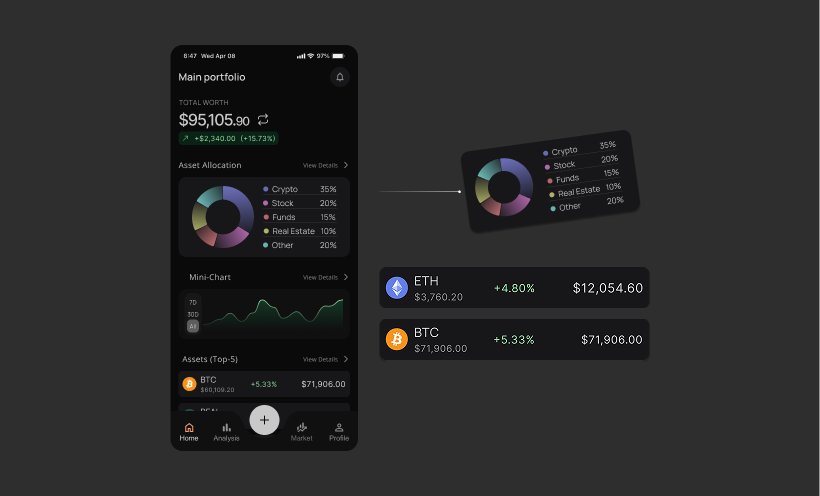 6:47 Wed Apr 08 97%
Main portfolio
TOTAL WORTH
$95,105.90
+$2,340.00 (+15.73%)
Asset Allocation View Details
Crypto 35%
Stock 20%
Funds 15%
Real Estate 10%
Other 20%
Mini-Chart View Details
7D
30D
All
Assets (Top-5) View Details
BTC
$60,109.20
+5.33%
$71,906.00
Home
Analysis
Market
Profile
Crypto 35%
Stock 20%
Funds 15%
Real Estate 10%
Other 20%
ETH
$3,760.20
+4.80%
$12,054.60
BTC
$71,906.00
+5.33%
$71,906.00